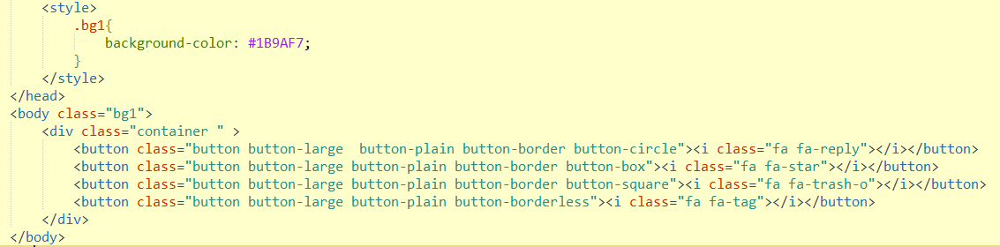 <style>
.bg1{
background-color: #1B9AF7;
}
</style>
</head>
<body class="bg1">
<div class="container " >
<button class="button button-large  button-plain button-border button-circle"><i class="fa fa-reply"></i></button>
<button class="button button-large button-plain button-border button-box"><i class="fa fa-star"></i></button>
<button class="button button-large button-plain button-border button-square"><i class="fa fa-trash-o"></i></button>
<button class="button button-large button-plain button-borderless"><i class="fa fa-tag"></i></button>
</div>
</body>